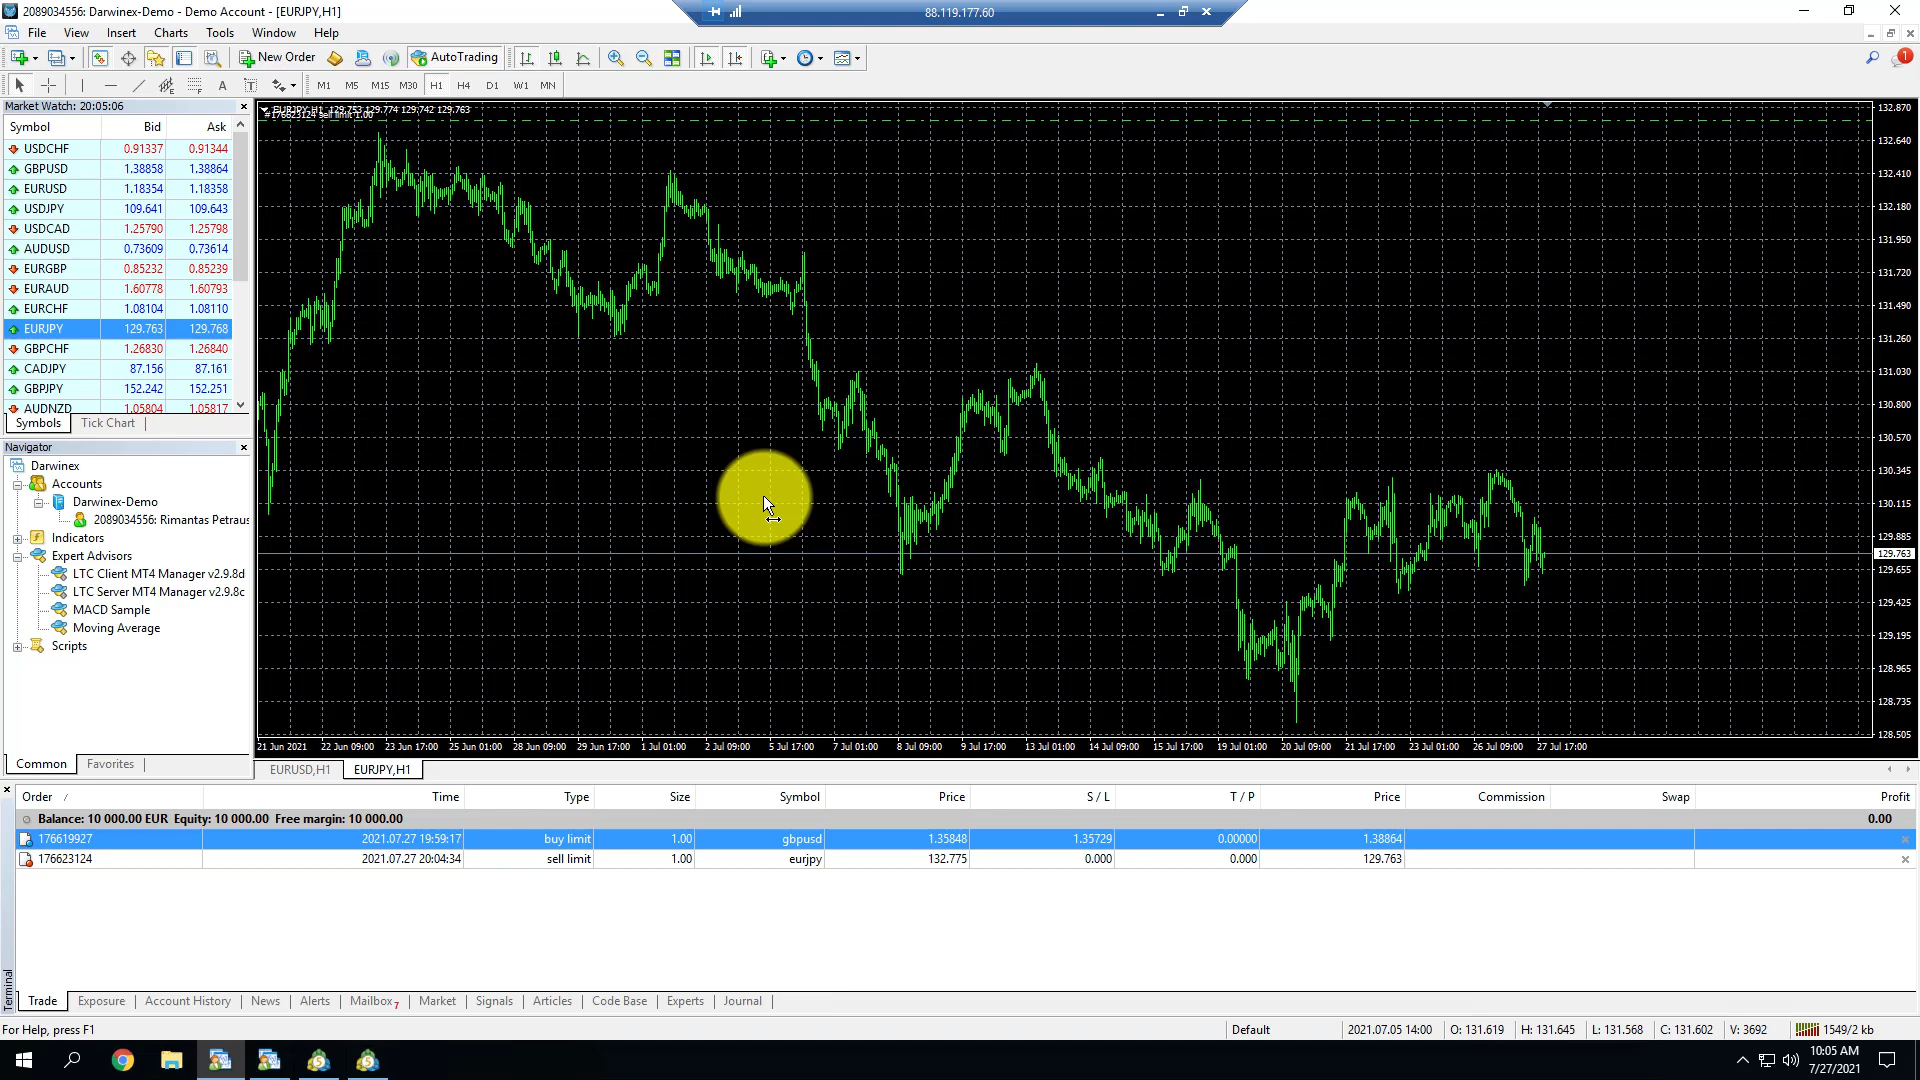 2089034556: Darwinex-Demo - Demo Account - [EURJPY,H1]
88.119.177.60
File View Insert Charts Tools Window Help
New Order AutoTrading
1
M1 M5 M15 M30 H1 H4 D1 W1 MN
Market Watch: 20:05:06
Symbol Bid Ask
USDCHF 0.91337 0.91344
GBPUSD 1.38858 1.38864
EURUSD 1.18354 1.18358
USDJPY 109.641 109.643
USDCAD 1.25790 1.25798
AUDUSD 0.73609 0.73614
EURGBP 0.85232 0.85239
EURAUD 1.60778 1.60793
EURCHF 1.08104 1.08110
EURJPY 129.763 129.768
GBPCHF 1.26830 1.26840
CADJPY 87.156 87.161
GBPJPY 152.242 152.251
AUDNZD 1.05804 1.05817
Symbols Tick Chart
Navigator
Darwinex
Accounts
Darwinex-Demo
2089034556: Rimantas Petraus
Indicators
Expert Advisors
LTC Client MT4 Manager v2.9.8d
LTC Server MT4 Manager v2.9.8c
MACD Sample
Moving Average
Scripts
Common Favorites
EURJPY,H1 129.753 129.774 129.742 129.763
#176623124 sell limit 1.00
132.870
132.640
132.410
132.180
131.950
131.720
131.490
131.260
131.030
130.800
130.570
130.345
130.115
129.885
129.763
129.655
129.425
129.195
128.965
128.735
128.505
21 Jun 2021 22 Jun 09:00 23 Jun 17:00 25 Jun 01:00 28 Jun 09:00 29 Jun 17:00 1 Jul 01:00 2 Jul 09:00 5 Jul 17:00 7 Jul 01:00 8 Jul 09:00 9 Jul 17:00 13 Jul 01:00 14 Jul 09:00 15 Jul 17:00 19 Jul 01:00 20 Jul 09:00 21 Jul 17:00 23 Jul 01:00 26 Jul 09:00 27 Jul 17:00
EURUSD,H1 EURJPY,H1
Order / Time Type Size Symbol Price S / L T / P Price Commission Swap Profit
Balance: 10 000.00 EUR Equity: 10 000.00 Free margin: 10 000.00 0.00
176619927 2021.07.27 19:59:17 buy limit 1.00 gbpusd 1.35848 1.35729 0.00000 1.38864
176623124 2021.07.27 20:04:34 sell limit 1.00 eurjpy 132.775 0.000 0.000 129.763
Terminal
Trade Exposure Account History News Alerts Mailbox 7 Market Signals Articles Code Base Experts Journal
For Help, press F1 Default 2021.07.05 14:00 O: 131.619 H: 131.645 L: 131.568 C: 131.602 V: 3692 1549/2 kb
10:05 AM
7/27/2021